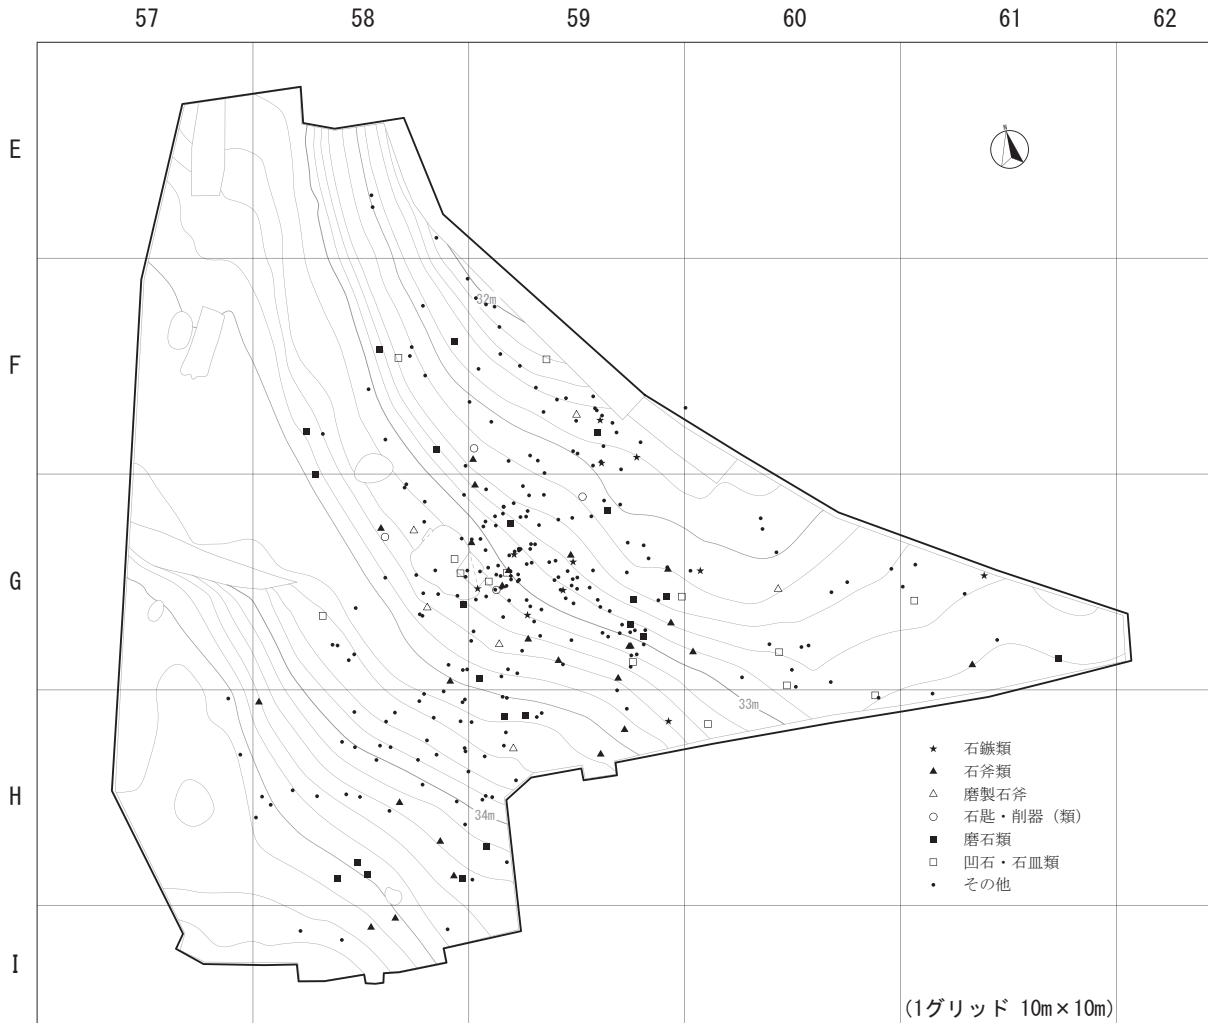 57 58 59 60 61 62
E
N
32m
F
G
33m
H
34m
★ 石鏃類
▲ 石斧類
△ 磨製石斧
○ 石匙・削器（類）
■ 磨石類
□ 凹石・石皿類
• その他
I
(1グリッド 10m×10m)